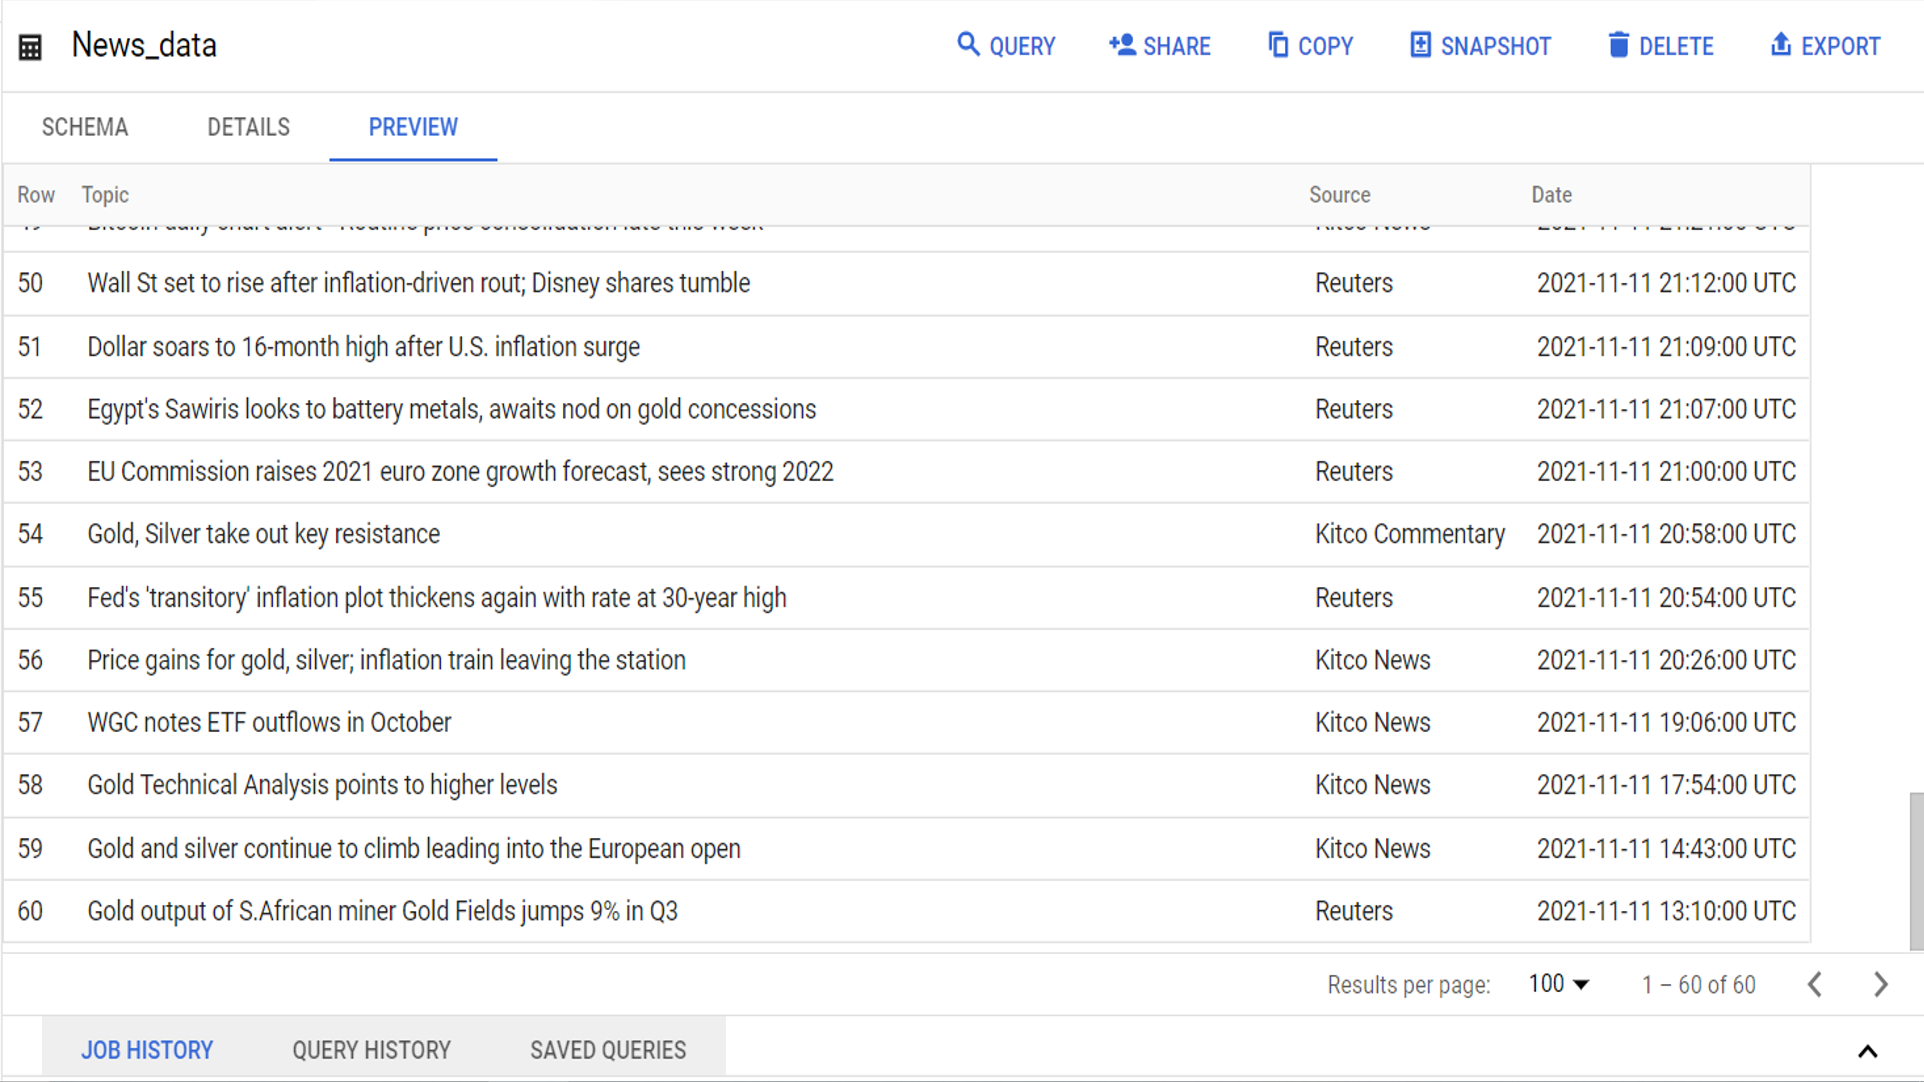 News_data QUERY SHARE COPY SNAPSHOT DELETE EXPORT
SCHEMA DETAILS PREVIEW
Row Topic Source Date
50 Wall St set to rise after inflation-driven rout; Disney shares tumble Reuters 2021-11-11 21:12:00 UTC
51 Dollar soars to 16-month high after U.S. inflation surge Reuters 2021-11-11 21:09:00 UTC
52 Egypt's Sawiris looks to battery metals, awaits nod on gold concessions Reuters 2021-11-11 21:07:00 UTC
53 EU Commission raises 2021 euro zone growth forecast, sees strong 2022 Reuters 2021-11-11 21:00:00 UTC
54 Gold, Silver take out key resistance Kitco Commentary 2021-11-11 20:58:00 UTC
55 Fed's 'transitory' inflation plot thickens again with rate at 30-year high Reuters 2021-11-11 20:54:00 UTC
56 Price gains for gold, silver; inflation train leaving the station Kitco News 2021-11-11 20:26:00 UTC
57 WGC notes ETF outflows in October Kitco News 2021-11-11 19:06:00 UTC
58 Gold Technical Analysis points to higher levels Kitco News 2021-11-11 17:54:00 UTC
59 Gold and silver continue to climb leading into the European open Kitco News 2021-11-11 14:43:00 UTC
60 Gold output of S.African miner Gold Fields jumps 9% in Q3 Reuters 2021-11-11 13:10:00 UTC
Results per page: 100 1 – 60 of 60
JOB HISTORY QUERY HISTORY SAVED QUERIES